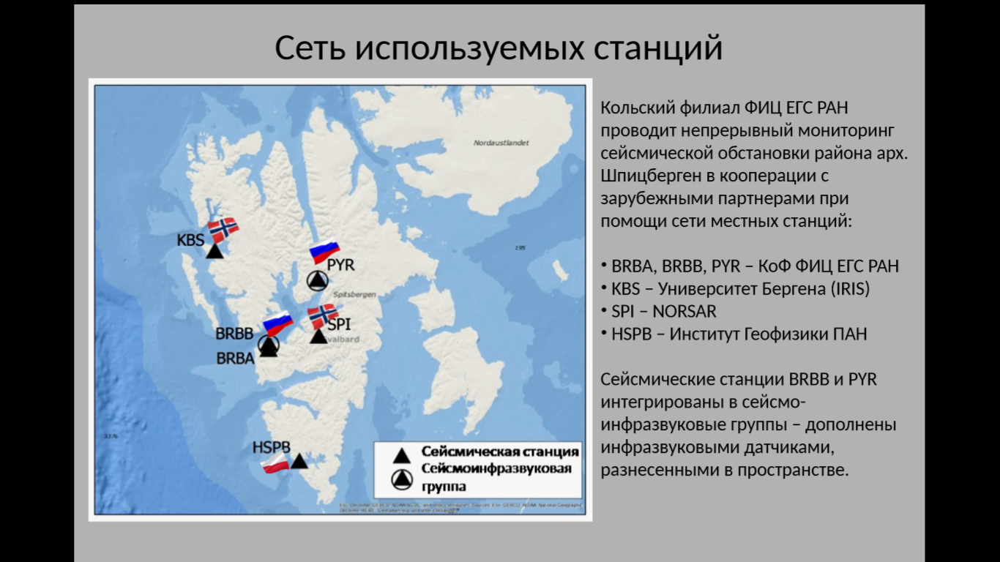 Сеть используемых станций
Nordaustlandet
195
KBS
PYR
Spitsbergen
SPI
valbard
BRBB
BRBA
3376
HSPB
Сейсмическая станция
Сейсмоинфразвуковая
группа
Кольский филиал ФИЦ ЕГС РАН
проводит непрерывный мониторинг
сейсмической обстановки района арх.
Шпицберген в кооперации с
зарубежными партнерами при
помощи сети местных станций:
• BRBA, BRBB, PYR – КоФ ФИЦ ЕГС РАН
• KBS – Университет Бергена (IRIS)
• SPI – NORSAR
• HSPB – Институт Геофизики ПАН
Сейсмические станции BRBB и PYR
интегрированы в сейсмо-
инфразвуковые группы – дополнены
инфразвуковыми датчиками,
разнесенными в пространстве.